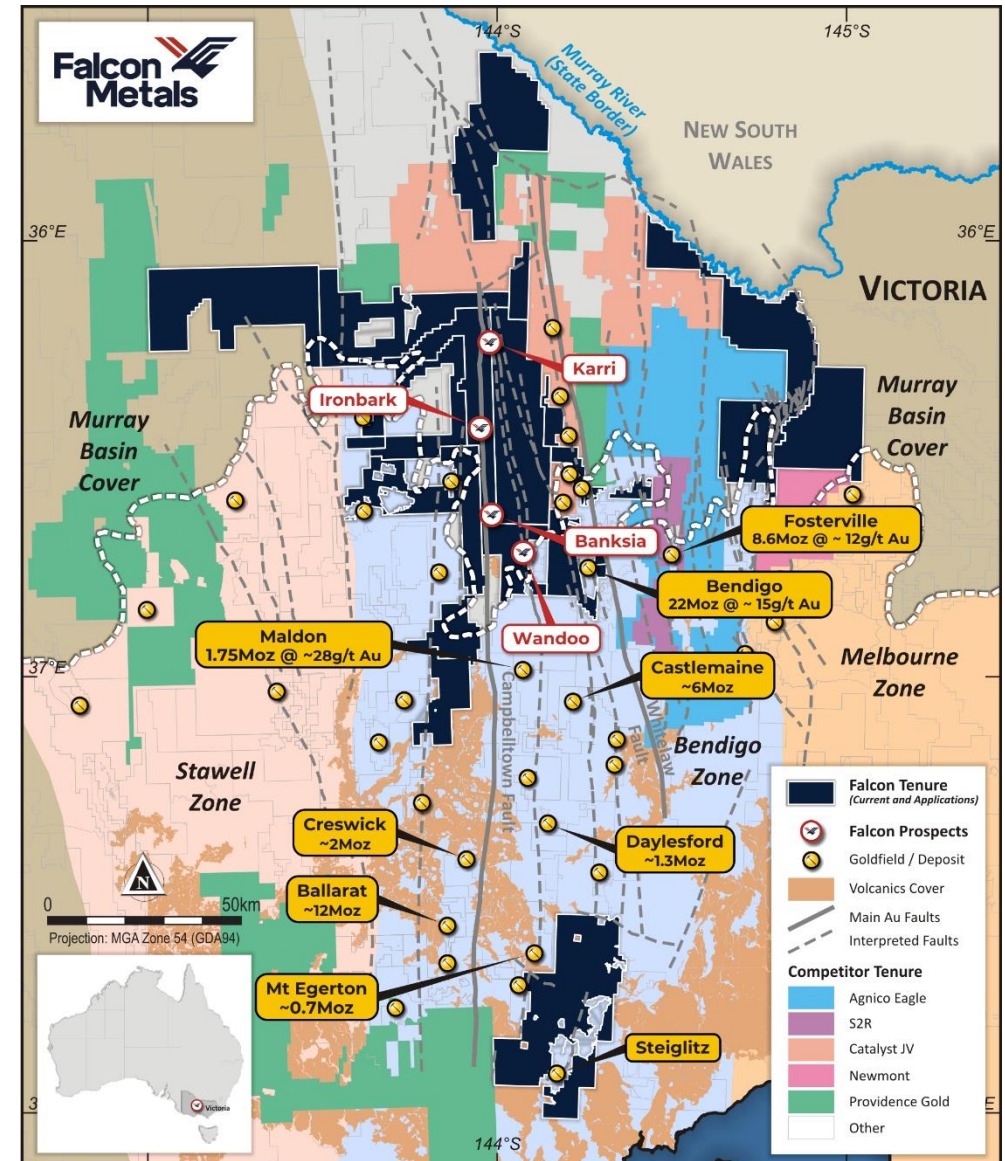 Falcon
Metals
144°S
145°S
Murray River
(State Border)
NEW SOUTH
WALES
36°E
36°E
VICTORIA
Karri
Ironbark
Murray
Basin
Cover
Murray
Basin
Cover
Banksia
Fosterville
8.6Moz @ ~ 12g/t Au
Bendigo
22Moz @ ~ 15g/t Au
Wandoo
Maldon
1.75Moz @ ~28g/t Au
37°E
Castlemaine
~6Moz
Melbourne
Zone
Campbelltown Fault
Whitelaw
Fault
Bendigo
Zone
Stawell
Zone
Creswick
~2Moz
Daylesford
~1.3Moz
Ballarat
~12Moz
Mt Egerton
~0.7Moz
Steiglitz
N
0
50km
Projection: MGA Zone 54 (GDA94)
Victoria
144°S
Falcon Tenure
(Current and Applications)
Falcon Prospects
Goldfield / Deposit
Volcanics Cover
Main Au Faults
Interpreted Faults
Competitor Tenure
Agnico Eagle
S2R
Catalyst JV
Newmont
Providence Gold
Other